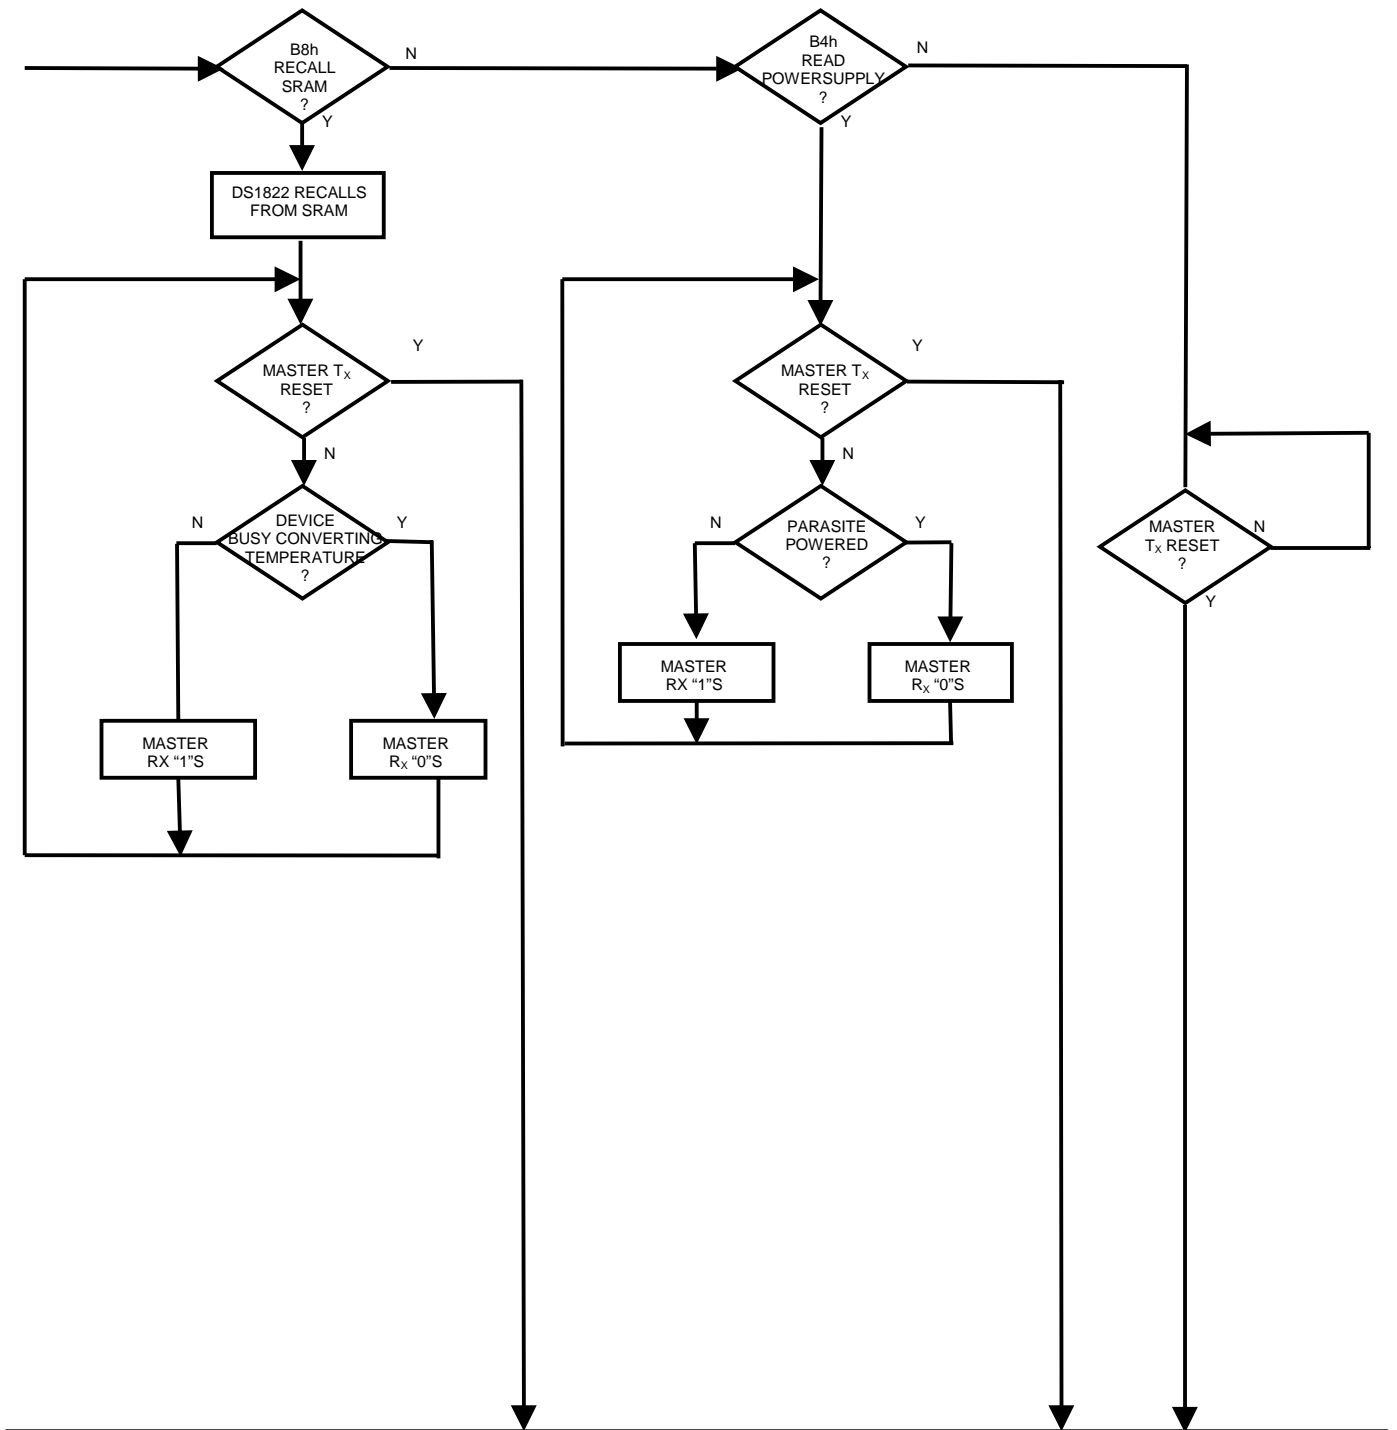 B8h
RECALL
SRAM
?
N
Y
B4h
READ
POWERSUPPLY
?
N
Y
DS1822 RECALLS
FROM SRAM
MASTER TX
RESET
?
Y
N
MASTER TX
RESET
?
Y
N
DEVICE
BUSY CONVERTING
TEMPERATURE
?
N
Y
PARASITE
POWERED
?
N
Y
MASTER
TX RESET
?
N
Y
MASTER
RX “1”S
MASTER
RX “0”S
MASTER
RX “1”S
MASTER
RX “0”S